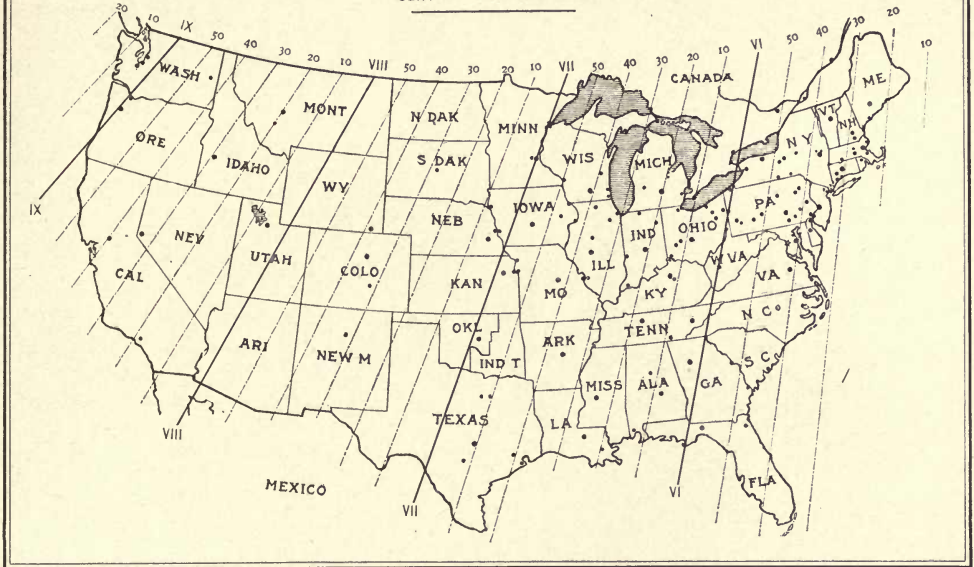 20 10 IX 50 40 30 20 10 VIII 50 40 30 20 10 VII 50 40 30 20 10 VI 50 40 30 20 10
WASH
MONT
N DAK
MINN
CANADA
ME
VT
NH
ORE
IDAHO
WY
S DAK
WIS
MICH
NY
IX
NEV
NEB
IOWA
PA
CAL
UTAH
COLO
KAN
MO
ILL
IND
OHIO
W VA
VA
KY
ARI
NEW M
OKL
IND T
ARK
TENN
N Co
S C
MISS
ALA
GA
TEXAS
LA
VIII
MEXICO
VII
VI
FLA